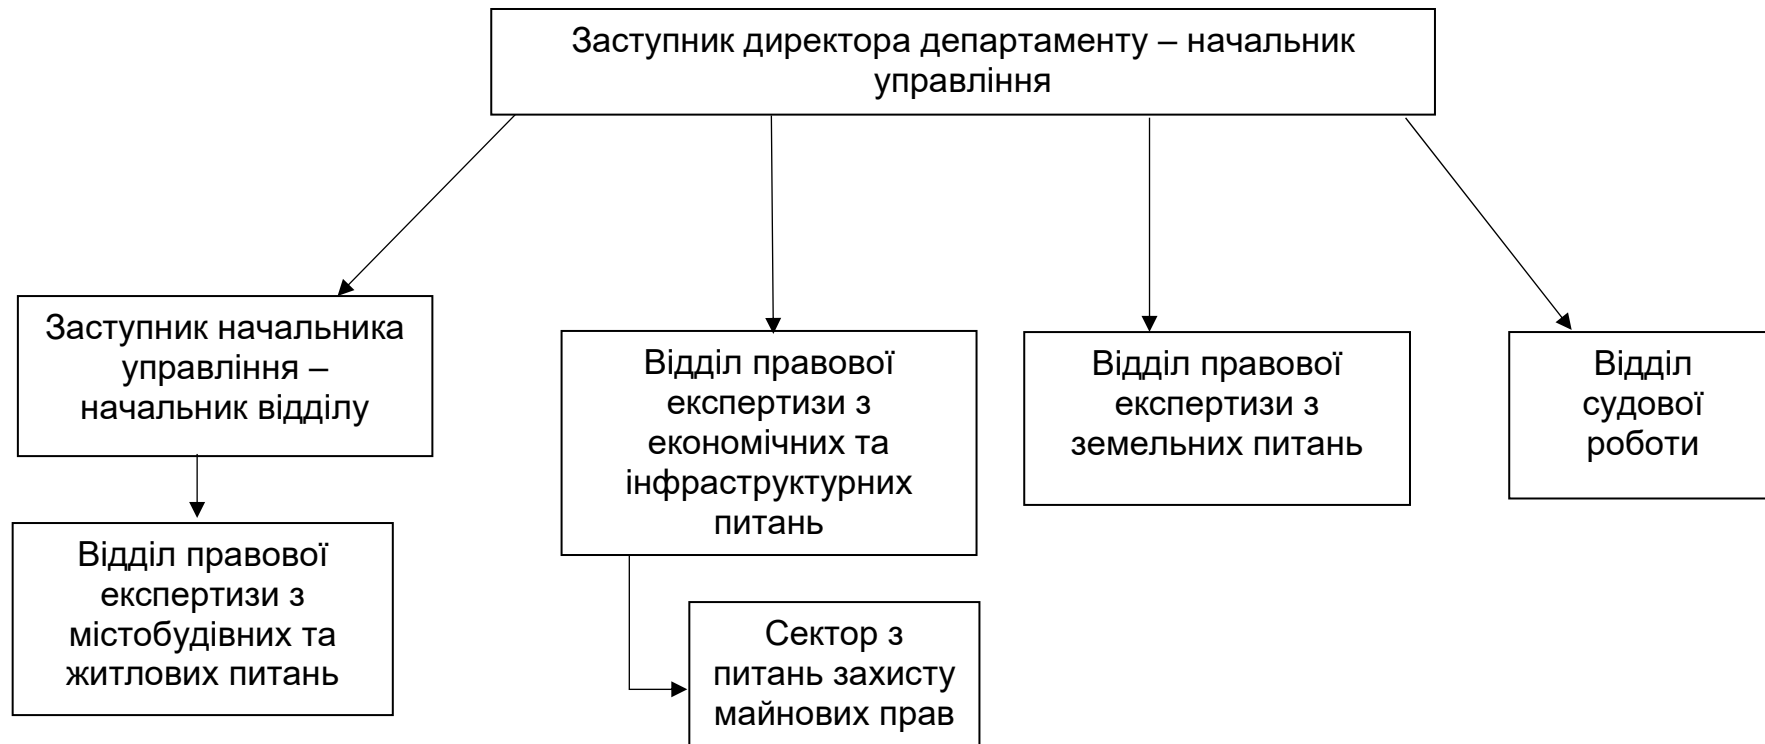 Заступник директора департаменту – начальник
управління
Заступник начальника
управління –
начальник відділу
Відділ правової
експертизи з
містобудівних та
житлових питань
Відділ правової
експертизи з
економічних та
інфраструктурних
питань
Сектор з
питань захисту
майнових прав
Відділ правової
експертизи з
земельних питань
Відділ
судової
роботи